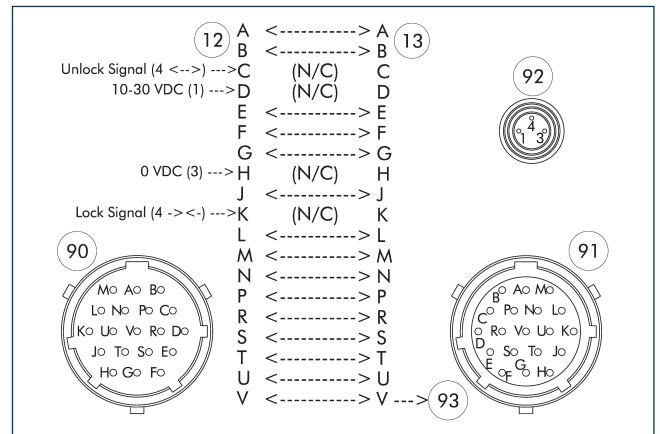 12 A <------------> A 13
B <------------> B
Unlock Signal (4 <-->) --->C (N/C) C
10-30 VDC (1) --->D (N/C) D
92
E <------------> E
F <------------> F
G <------------> G
0 VDC (3) --->H (N/C) H
J <------------> J
Lock Signal (4 -><-) --->K (N/C) K
L <------------> L
M <------------> M
N <------------> N
P <------------> P
R <------------> R
S <------------> S
T <------------> T
U <------------> U
V <------------> V ---> 93
4
1 3
90
M A B
L N P C
K U V R D
J T S E
H G F
91
B A M
C P N L
D R V U K
E S T J
F G H